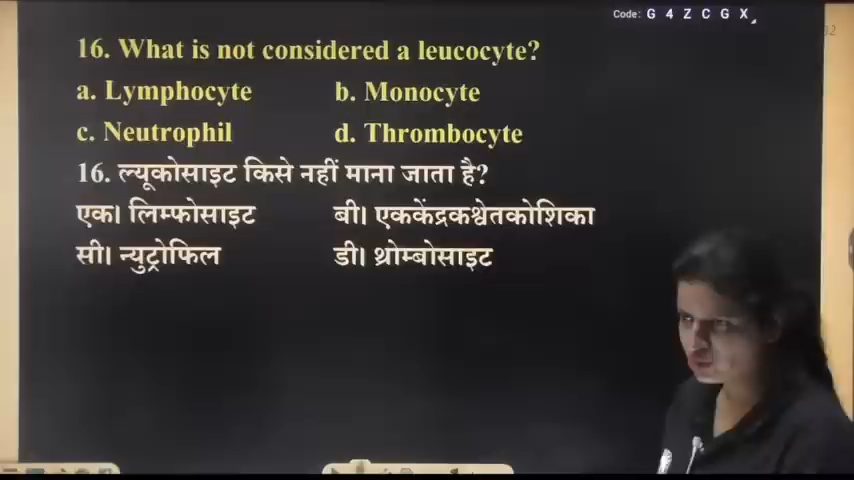 Code: G 4 Z C G X
32
16. What is not considered a leucocyte?
a. Lymphocyte b. Monocyte
c. Neutrophil d. Thrombocyte
16. ल्यूकोसाइट किसे नहीं माना जाता है?
एक। लिम्फोसाइट बी। एककेंद्रकश्वेतकोशिका
सी। न्युट्रोफिल डी। थ्रोम्बोसाइट